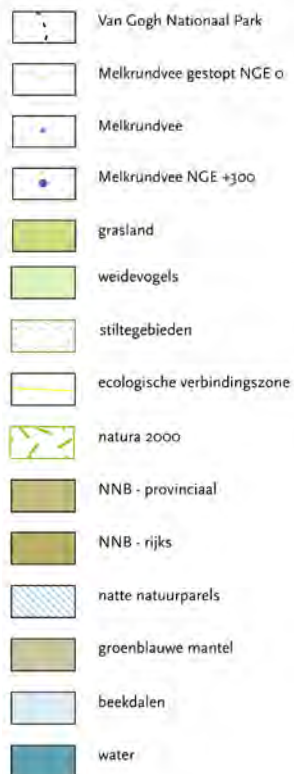 Van Gogh Nationaal Park
Melkrundvee gestopt NGE 0
Melkrundvee
Melkrundvee NGE +300
grasland
weidevogels
stiltegebieden
ecologische verbindingszone
natura 2000
NNB - provinciaal
NNB - rijks
natte natuurparels
groenblauwe mantel
beekdalen
water